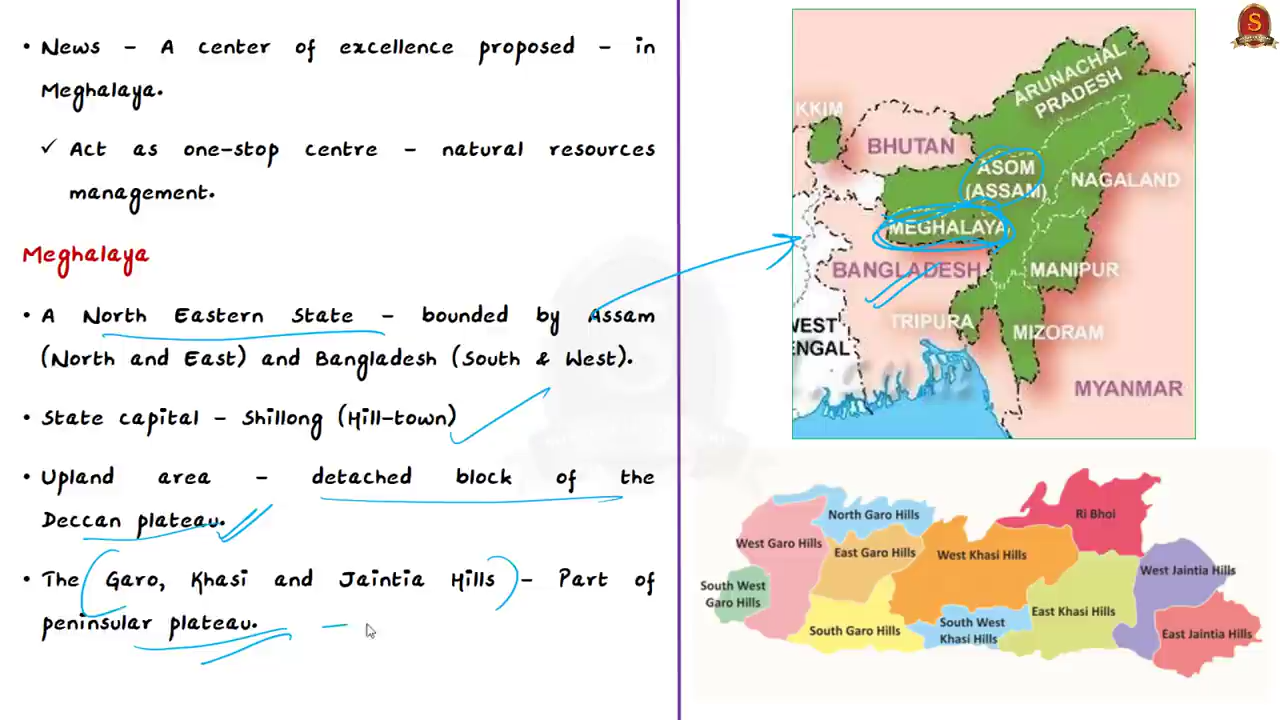 • News – A center of excellence proposed – in
Meghalaya.
✓ Act as one-stop centre – natural resources
management.
Meghalaya
• A North Eastern State – bounded by Assam
(North and East) and Bangladesh (South & West).
• State capital – Shillong (Hill-town)
• Upland area – detached block of the
Deccan plateau.
• The Garo, Khasi and Jaintia Hills – Part of
peninsular plateau.
S
KKIM
BHUTAN
ARUNACHAL
PRADESH
ASOM
(ASSAM)
NAGALAND
MEGHALAYA
BANGLADESH
MANIPUR
TRIPURA
WEST
ENGAL
MIZORAM
MYANMAR
North Garo Hills
Ri Bhoi
West Garo Hills
East Garo Hills
West Khasi Hills
West Jaintia Hills
South West
Garo Hills
East Khasi Hills
South Garo Hills
South West
Khasi Hills
East Jaintia Hills